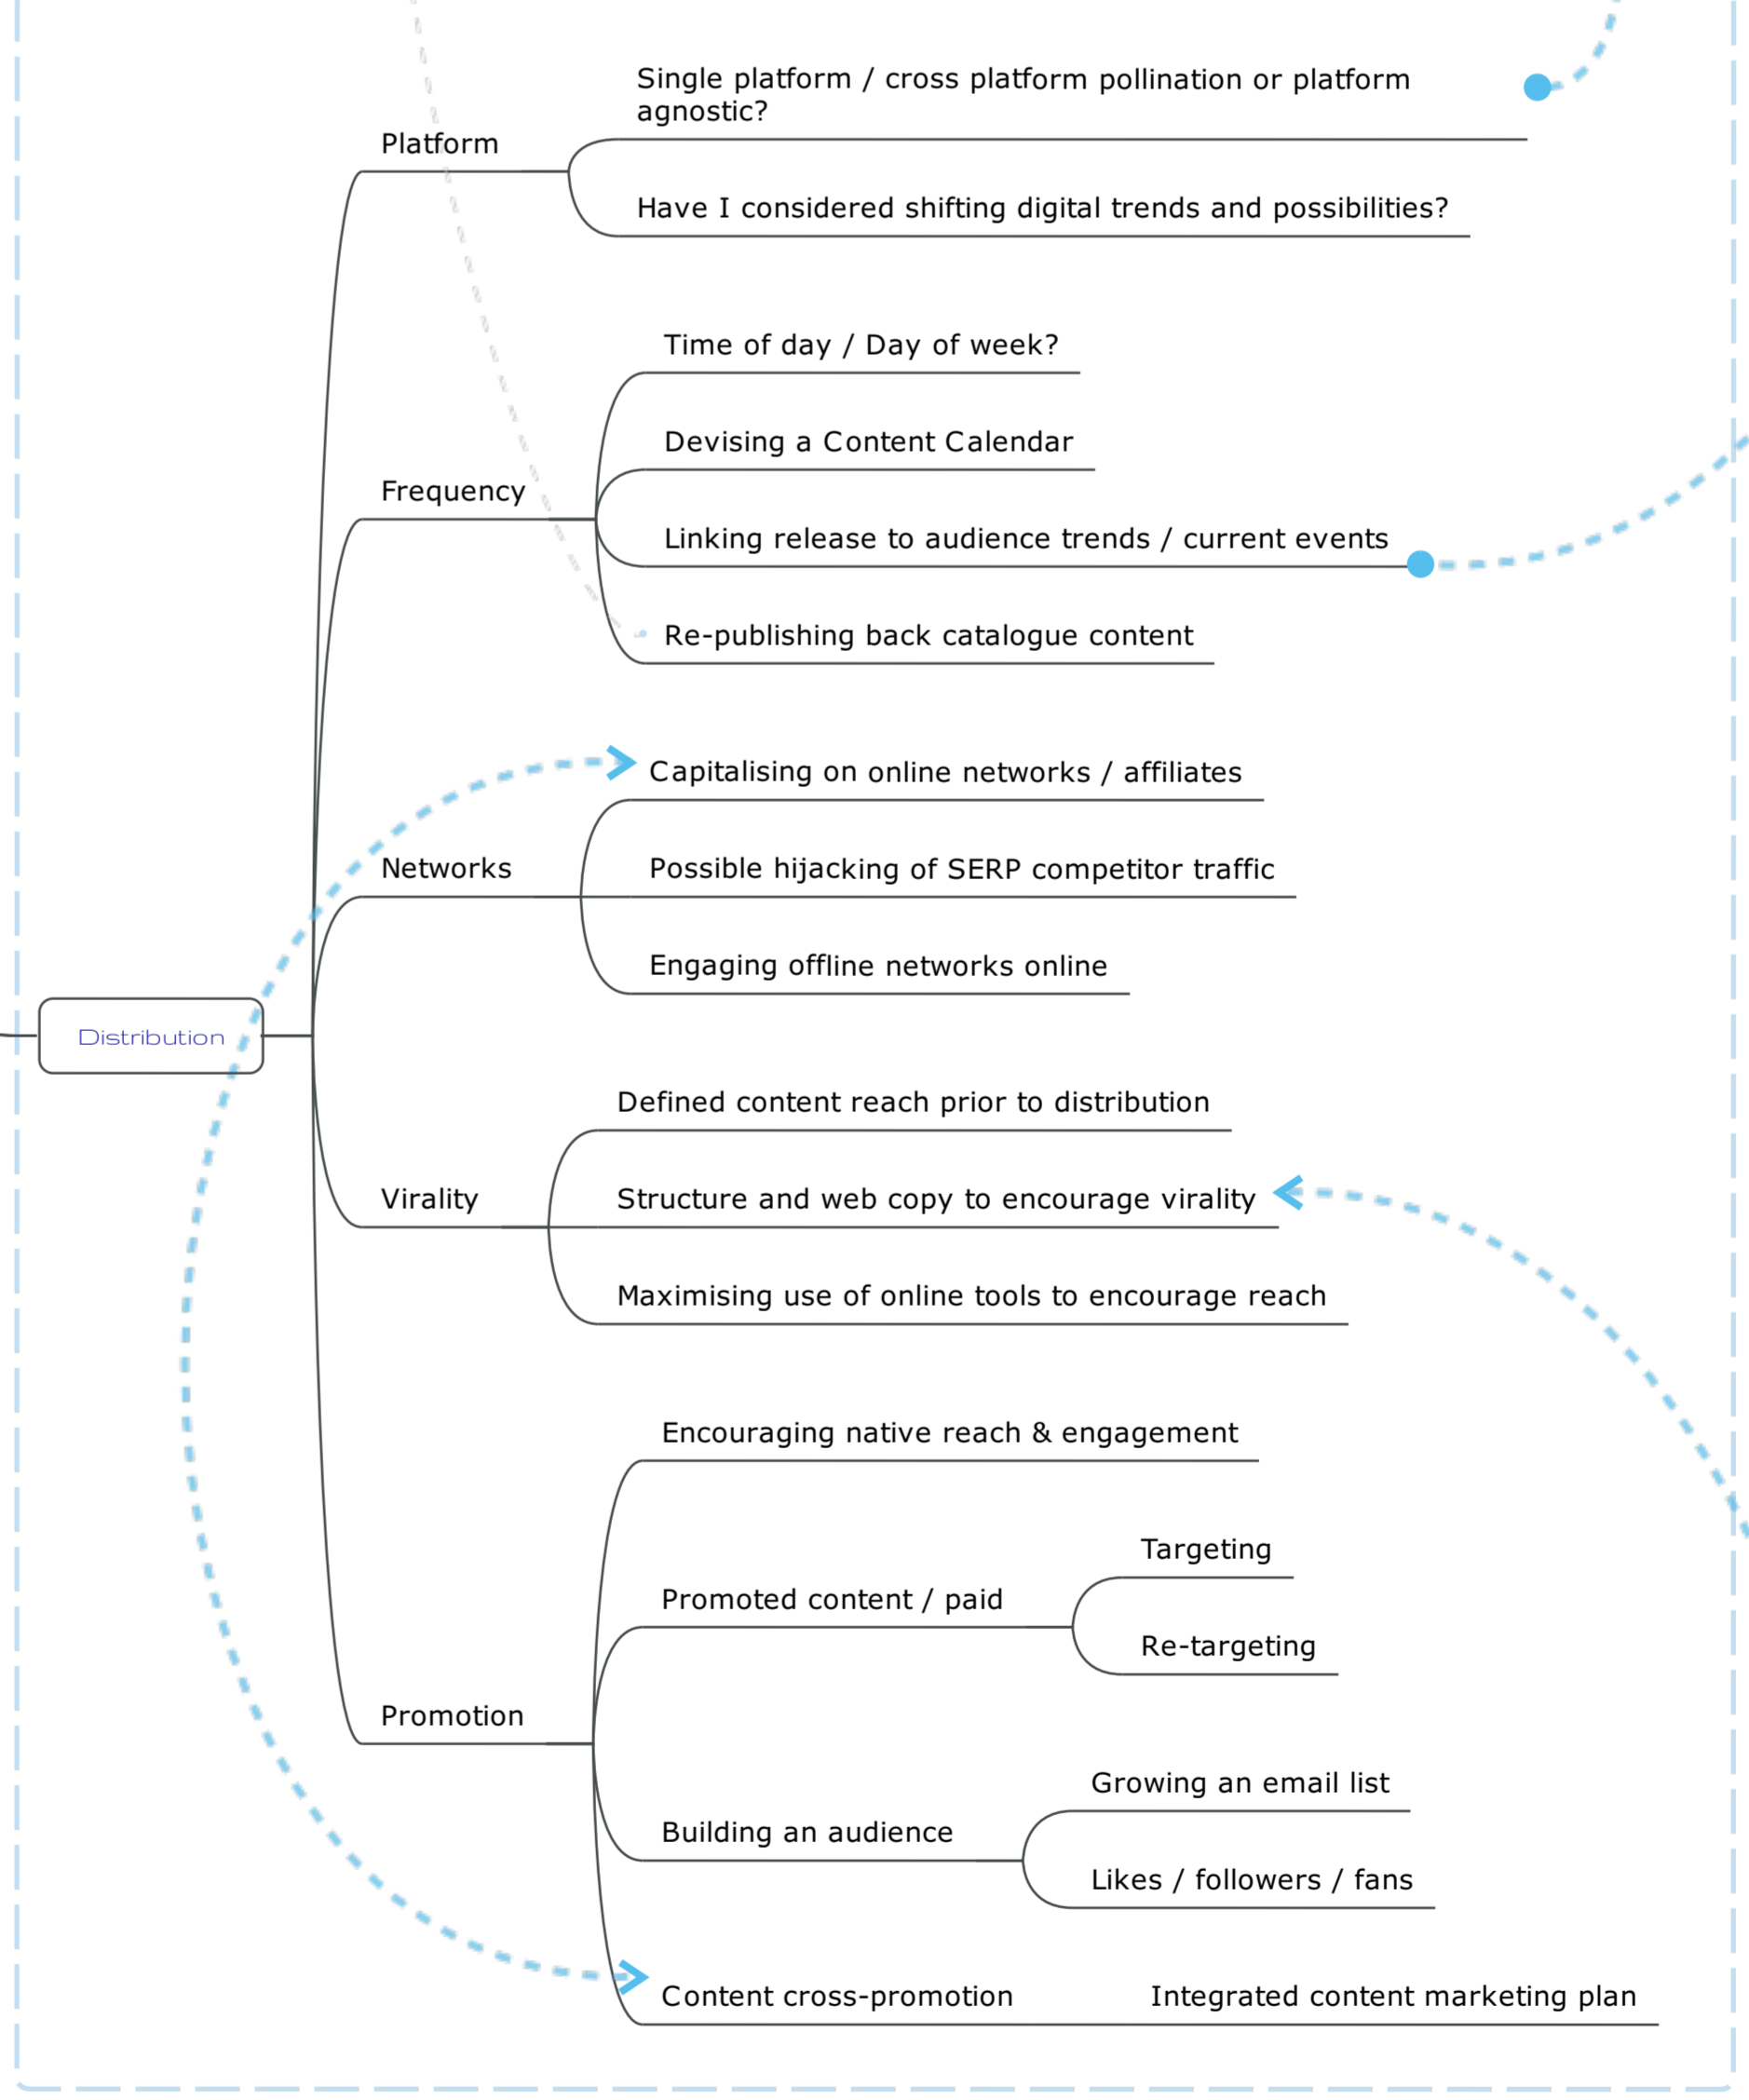 Single platform / cross platform pollination or platform
agnostic?
Platform
Have I considered shifting digital trends and possibilities?
Time of day / Day of week?
Devising a Content Calendar
Frequency
Linking release to audience trends / current events
Re-publishing back catalogue content
Capitalising on online networks / affiliates
Networks
Possible hijacking of SERP competitor traffic
Engaging offline networks online
Distribution
Defined content reach prior to distribution
Virality
Structure and web copy to encourage virality
Maximising use of online tools to encourage reach
Encouraging native reach & engagement
Targeting
Promoted content / paid
Re-targeting
Promotion
Growing an email list
Building an audience
Likes / followers / fans
Content cross-promotion
Integrated content marketing plan